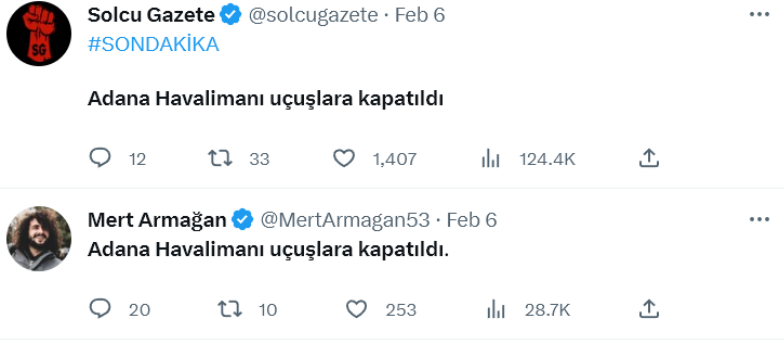 Solcu Gazete @solcugazete · Feb 6
#SONDAKİKA
Adana Havalimanı uçuşlara kapatıldı
12 33 1,407 124.4K
SG
Mert Armağan @MertArmagan53 · Feb 6
Adana Havalimanı uçuşlara kapatıldı.
20 10 253 28.7K